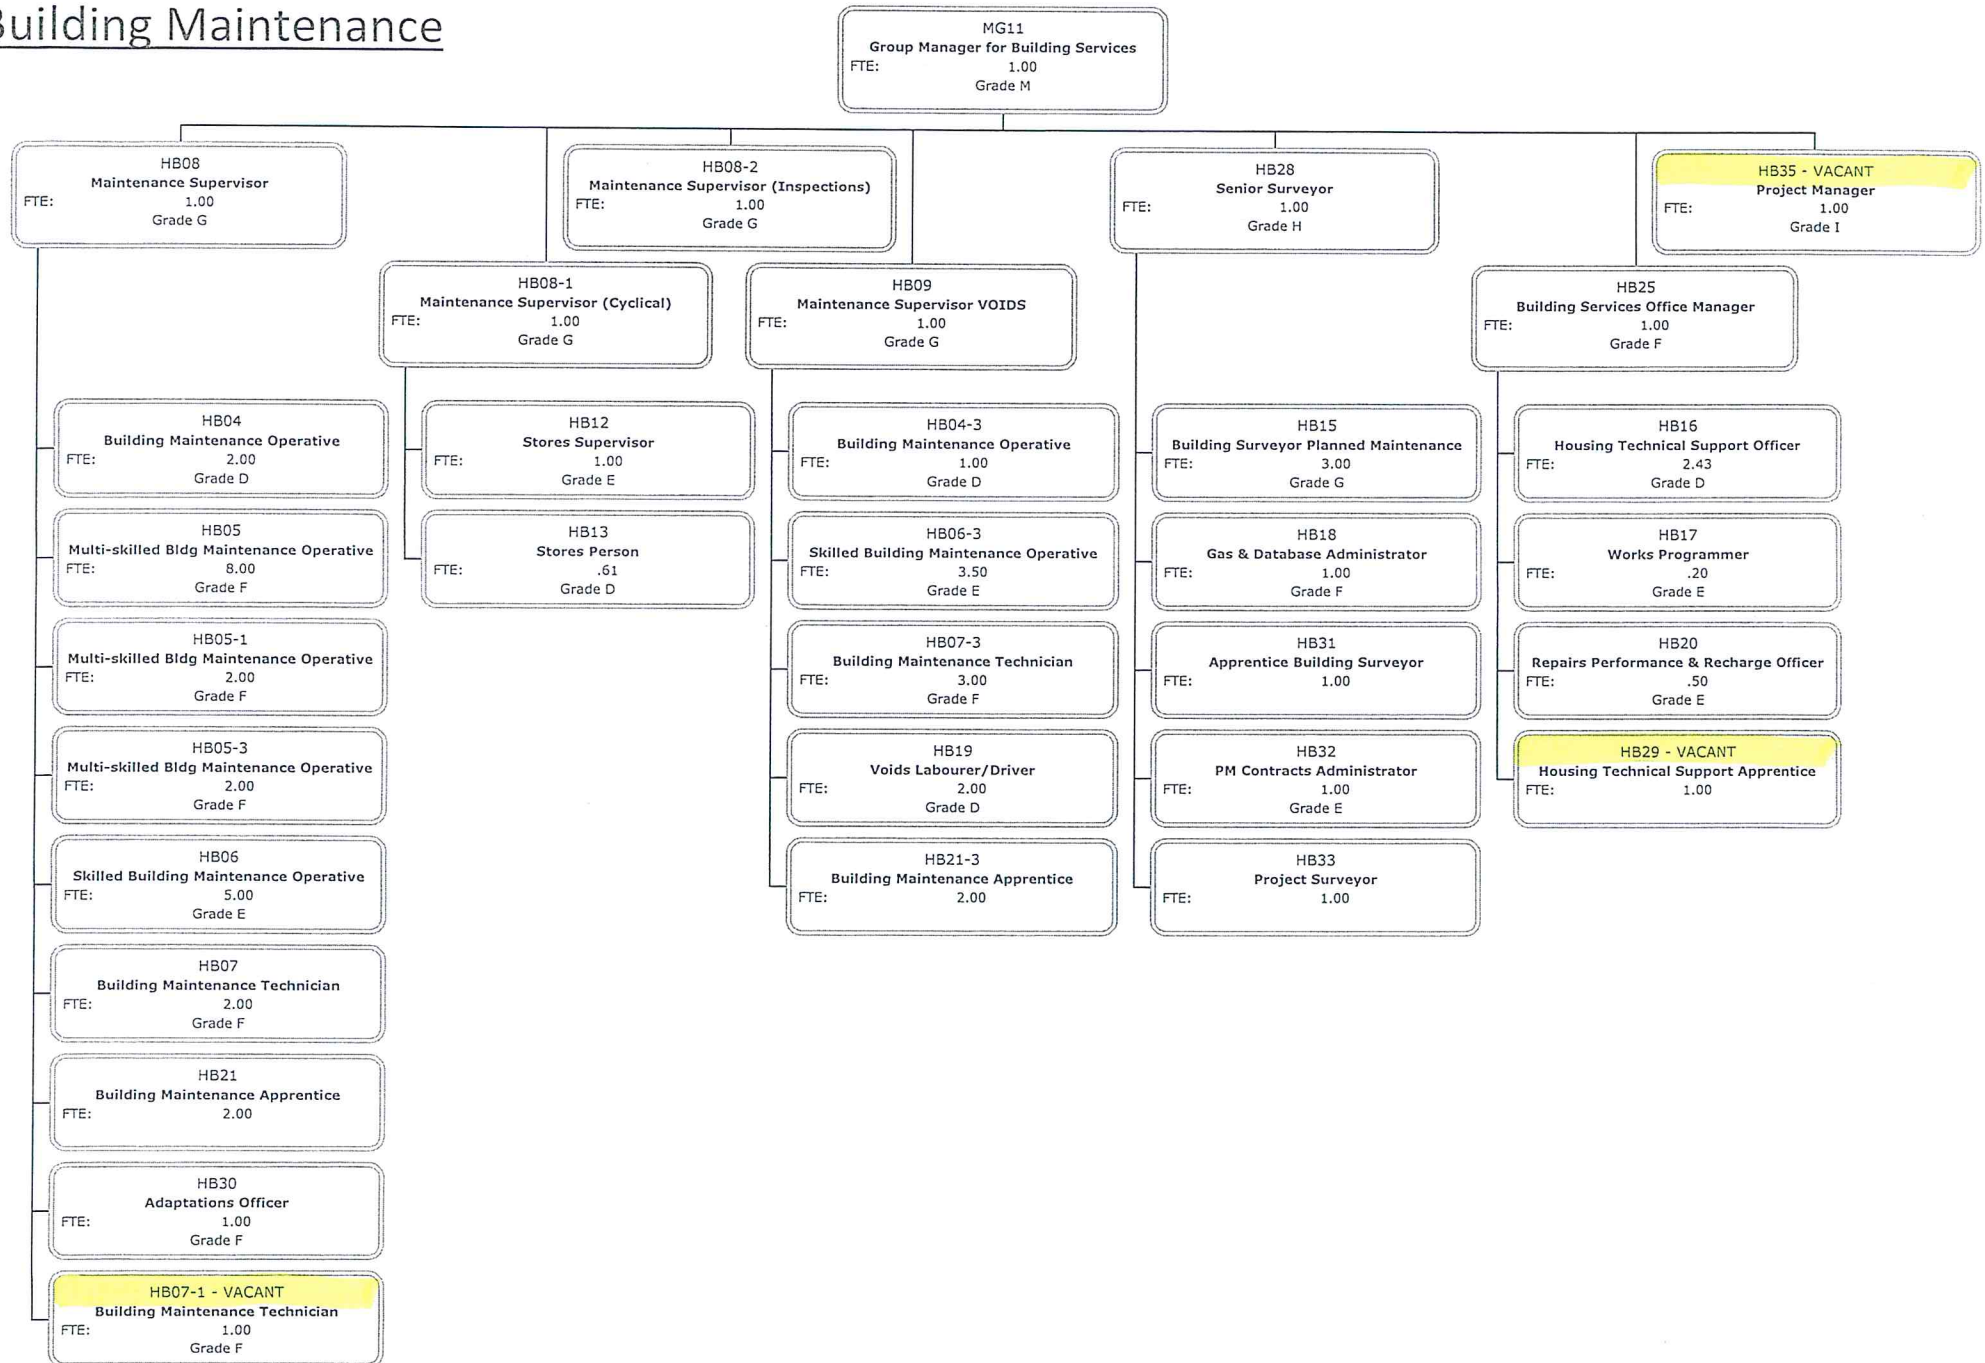 Building Maintenance
MG11
Group Manager for Building Services
FTE: 1.00
Grade M
HB08
Maintenance Supervisor
FTE: 1.00
Grade G
HB08-2
Maintenance Supervisor (Inspections)
FTE: 1.00
Grade G
HB28
Senior Surveyor
FTE: 1.00
Grade H
HB35 - VACANT
Project Manager
FTE: 1.00
Grade I
HB08-1
Maintenance Supervisor (Cyclical)
FTE: 1.00
Grade G
HB09
Maintenance Supervisor VOIDS
FTE: 1.00
Grade G
HB25
Building Services Office Manager
FTE: 1.00
Grade F
HB04
Building Maintenance Operative
FTE: 2.00
Grade D
HB05
Multi-skilled Bldg Maintenance Operative
FTE: 8.00
Grade F
HB05-1
Multi-skilled Bldg Maintenance Operative
FTE: 2.00
Grade F
HB05-3
Multi-skilled Bldg Maintenance Operative
FTE: 2.00
Grade F
HB06
Skilled Building Maintenance Operative
FTE: 5.00
Grade E
HB07
Building Maintenance Technician
FTE: 2.00
Grade F
HB21
Building Maintenance Apprentice
FTE: 2.00
HB30
Adaptations Officer
FTE: 1.00
Grade F
HB07-1 - VACANT
Building Maintenance Technician
FTE: 1.00
Grade F
HB12
Stores Supervisor
FTE: 1.00
Grade E
HB13
Stores Person
FTE: .61
Grade D
HB04-3
Building Maintenance Operative
FTE: 1.00
Grade D
HB06-3
Skilled Building Maintenance Operative
FTE: 3.50
Grade E
HB07-3
Building Maintenance Technician
FTE: 3.00
Grade F
HB19
Voids Labourer/Driver
FTE: 2.00
Grade D
HB21-3
Building Maintenance Apprentice
FTE: 2.00
HB15
Building Surveyor Planned Maintenance
FTE: 3.00
Grade G
HB18
Gas & Database Administrator
FTE: 1.00
Grade F
HB31
Apprentice Building Surveyor
FTE: 1.00
HB32
PM Contracts Administrator
FTE: 1.00
Grade E
HB33
Project Surveyor
FTE: 1.00
HB16
Housing Technical Support Officer
FTE: 2.43
Grade D
HB17
Works Programmer
FTE: .20
Grade E
HB20
Repairs Performance & Recharge Officer
FTE: .50
Grade E
HB29 - VACANT
Housing Technical Support Apprentice
FTE: 1.00